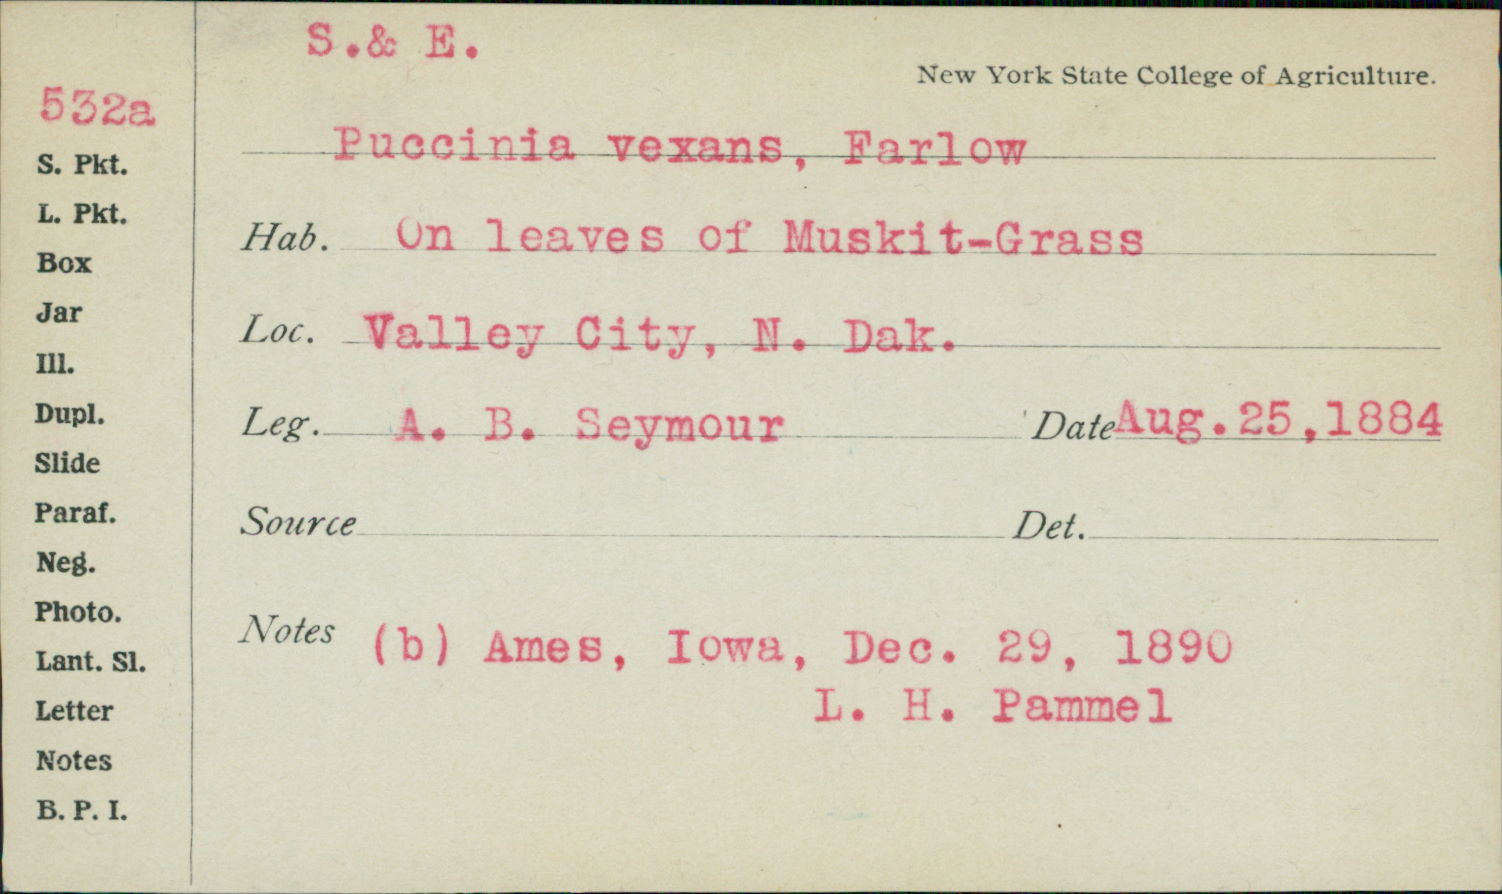 S.& E.
New York State College of Agriculture.
532a
Puccinia vexans, Farlow
S. Pkt.
L. Pkt.
Hab. On leaves of Muskit-Grass
Box
Jar
Loc. Valley City, N. Dak.
Ill.
Dupl.
Leg. A. B. Seymour Date Aug.25,1884
Slide
Paraf.
Source Det.
Neg.
Photo.
Notes (b) Ames, Iowa, Dec. 29, 1890
Lant. Sl.
L. H. Pammel
Letter
Notes
B. P. I.